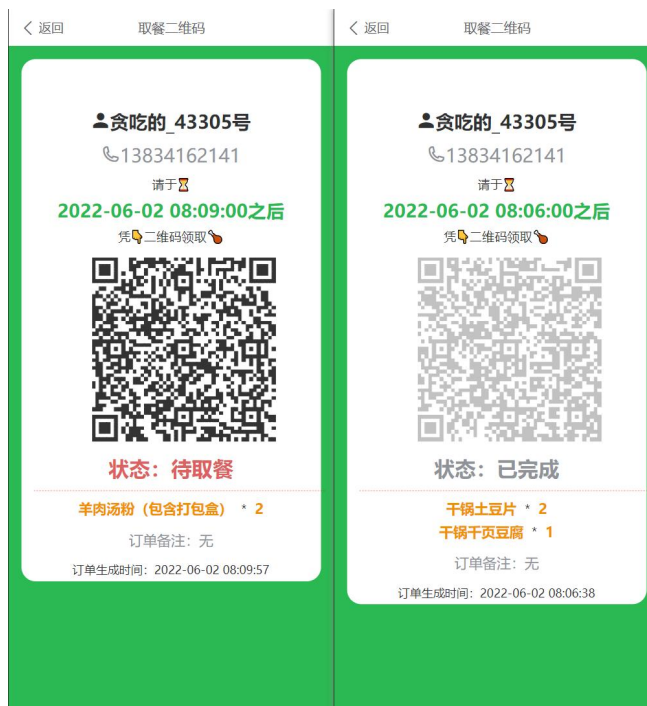 返回
取餐二维码
贪吃的_43305号
13834162141
请于
2022-06-02 08:09:00之后
凭二维码领取
状态：待取餐
羊肉汤粉（包含打包盒） * 2
订单备注：无
订单生成时间：2022-06-02 08:09:57
返回
取餐二维码
贪吃的_43305号
13834162141
请于
2022-06-02 08:06:00之后
凭二维码领取
状态：已完成
干锅土豆片 * 2
干锅千页豆腐 * 1
订单备注：无
订单生成时间：2022-06-02 08:06:38